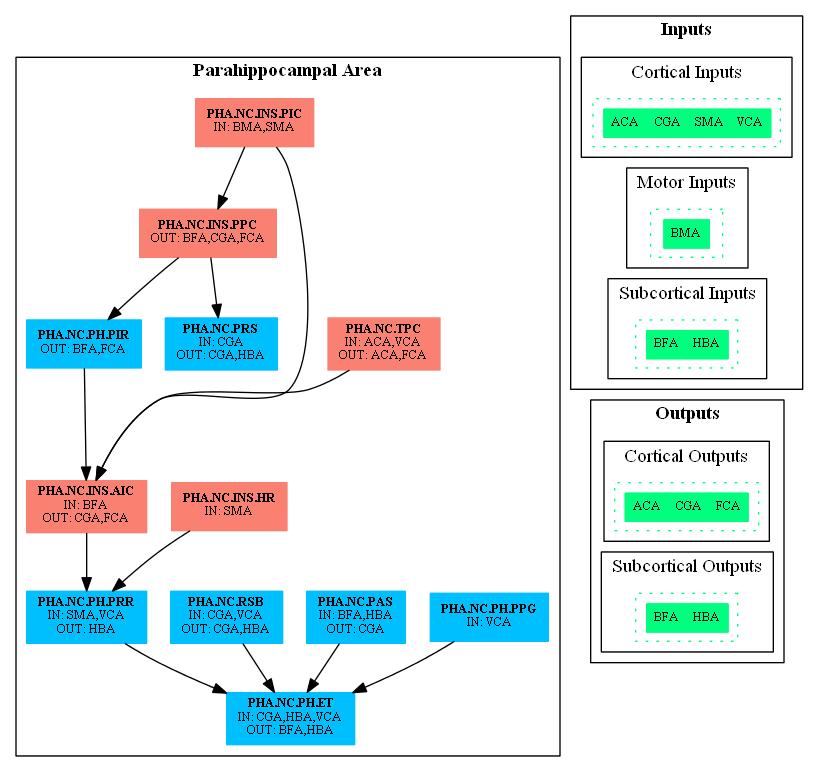 Parahippocampal Area
PHA.NC.INS.PIC
IN: BMA,SMA
PHA.NC.INS.PPC
OUT: BFA,CGA,FCA
PHA.NC.PH.PIR
OUT: BFA,FCA
PHA.NC.PRS
IN: CGA
OUT: CGA,HBA
PHA.NC.TPC
IN: ACA,VCA
OUT: ACA,FCA
PHA.NC.INS.AIC
IN: BFA
OUT: CGA,FCA
PHA.NC.INS.HR
IN: SMA
PHA.NC.PH.PRR
IN: SMA,VCA
OUT: HBA
PHA.NC.RSB
IN: CGA,VCA
OUT: CGA,HBA
PHA.NC.PAS
IN: BFA,HBA
OUT: CGA
PHA.NC.PH.PPG
IN: VCA
PHA.NC.PH.ET
IN: CGA,HBA,VCA
OUT: BFA,HBA
Inputs
Cortical Inputs
ACA CGA SMA VCA
Motor Inputs
BMA
Subcortical Inputs
BFA HBA
Outputs
Cortical Outputs
ACA CGA FCA
Subcortical Outputs
BFA HBA